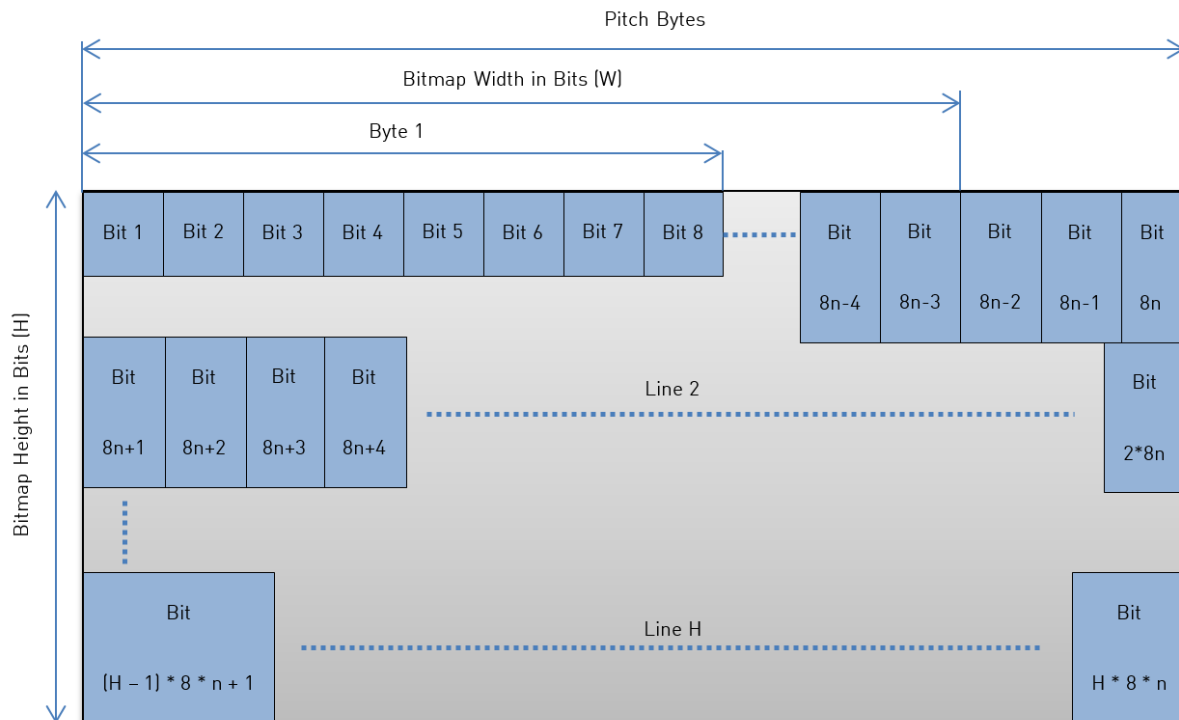 Pitch Bytes
Bitmap Width in Bits (W)
Byte 1
Bit 1 Bit 2 Bit 3 Bit 4 Bit 5 Bit 6 Bit 7 Bit 8 Bit Bit Bit Bit Bit
8n-4 8n-3 8n-2 8n-1 8n
Bitmap Height in Bits (H)
Bit Bit Bit Bit Line 2 Bit
8n+1 8n+2 8n+3 8n+4 2*8n
Bit Line H Bit
(H – 1) * 8 * n + 1 H * 8 * n